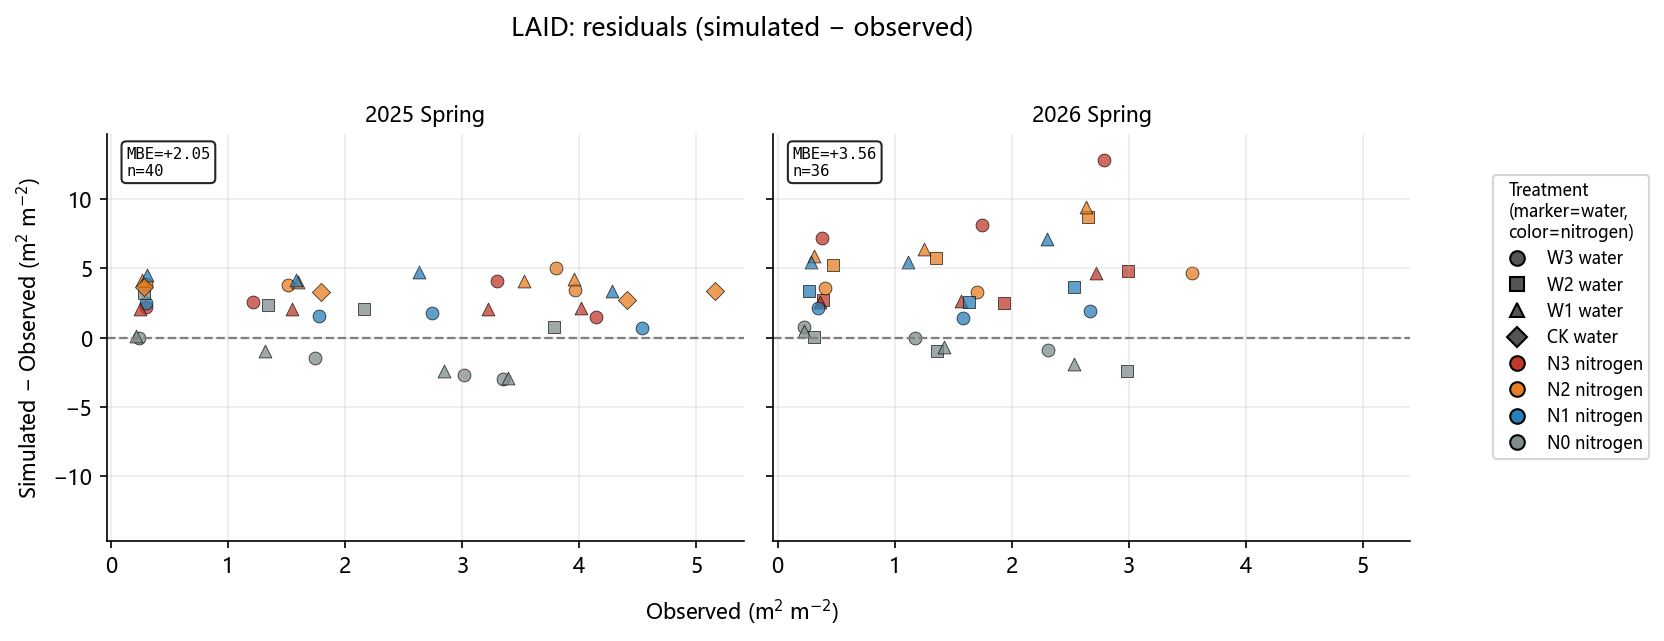 LAID: residuals (simulated − observed)
2025 Spring
2026 Spring
MBE=+2.05
n=40
MBE=+3.56
n=36
Simulated − Observed (m² m⁻²)
10
5
0
−5
−10
0 1 2 3 4 5
0 1 2 3 4 5
Observed (m² m⁻²)
Treatment
(marker=water,
color=nitrogen)
W3 water
W2 water
W1 water
CK water
N3 nitrogen
N2 nitrogen
N1 nitrogen
N0 nitrogen